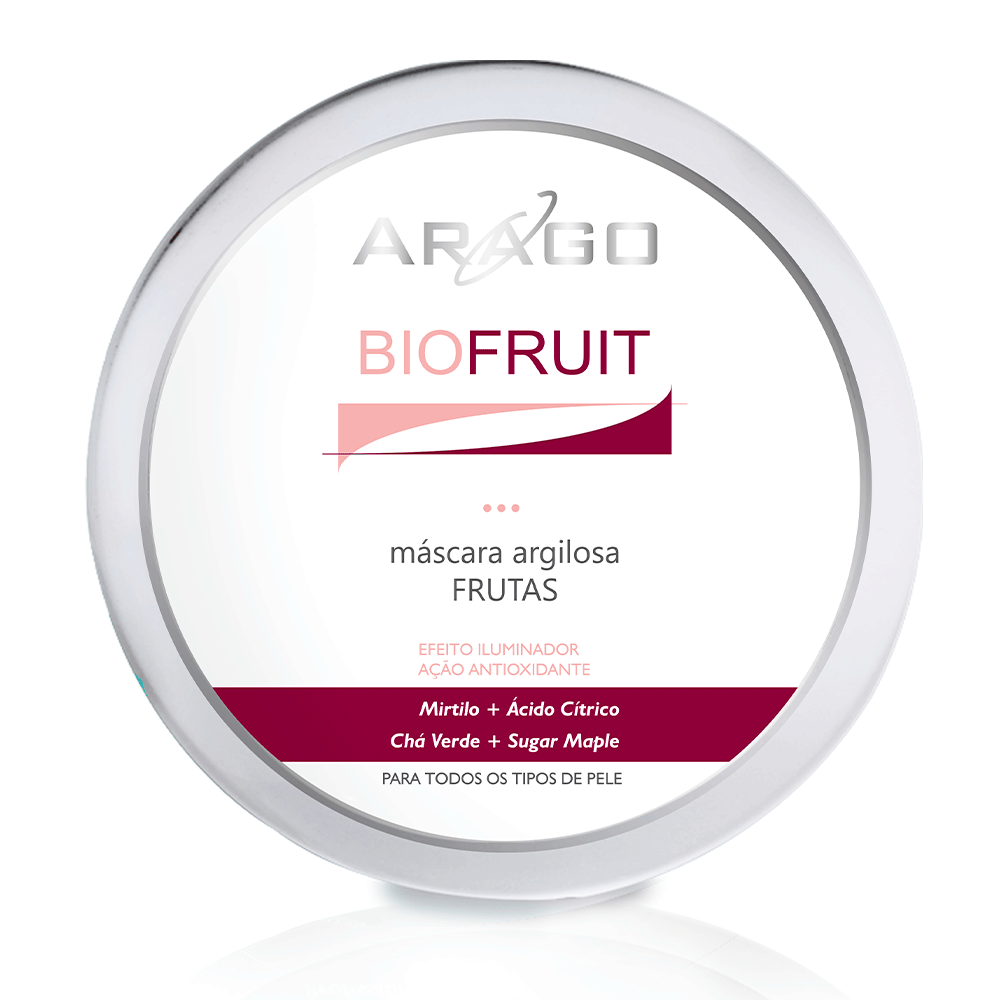 ARAGO
BIOFRUIT
máscara argilosa
FRUTAS
EFEITO ILUMINADOR
AÇÃO ANTIOXIDANTE
Mirtilo + Ácido Cítrico
Chá Verde + Sugar Maple
PARA TODOS OS TIPOS DE PELE